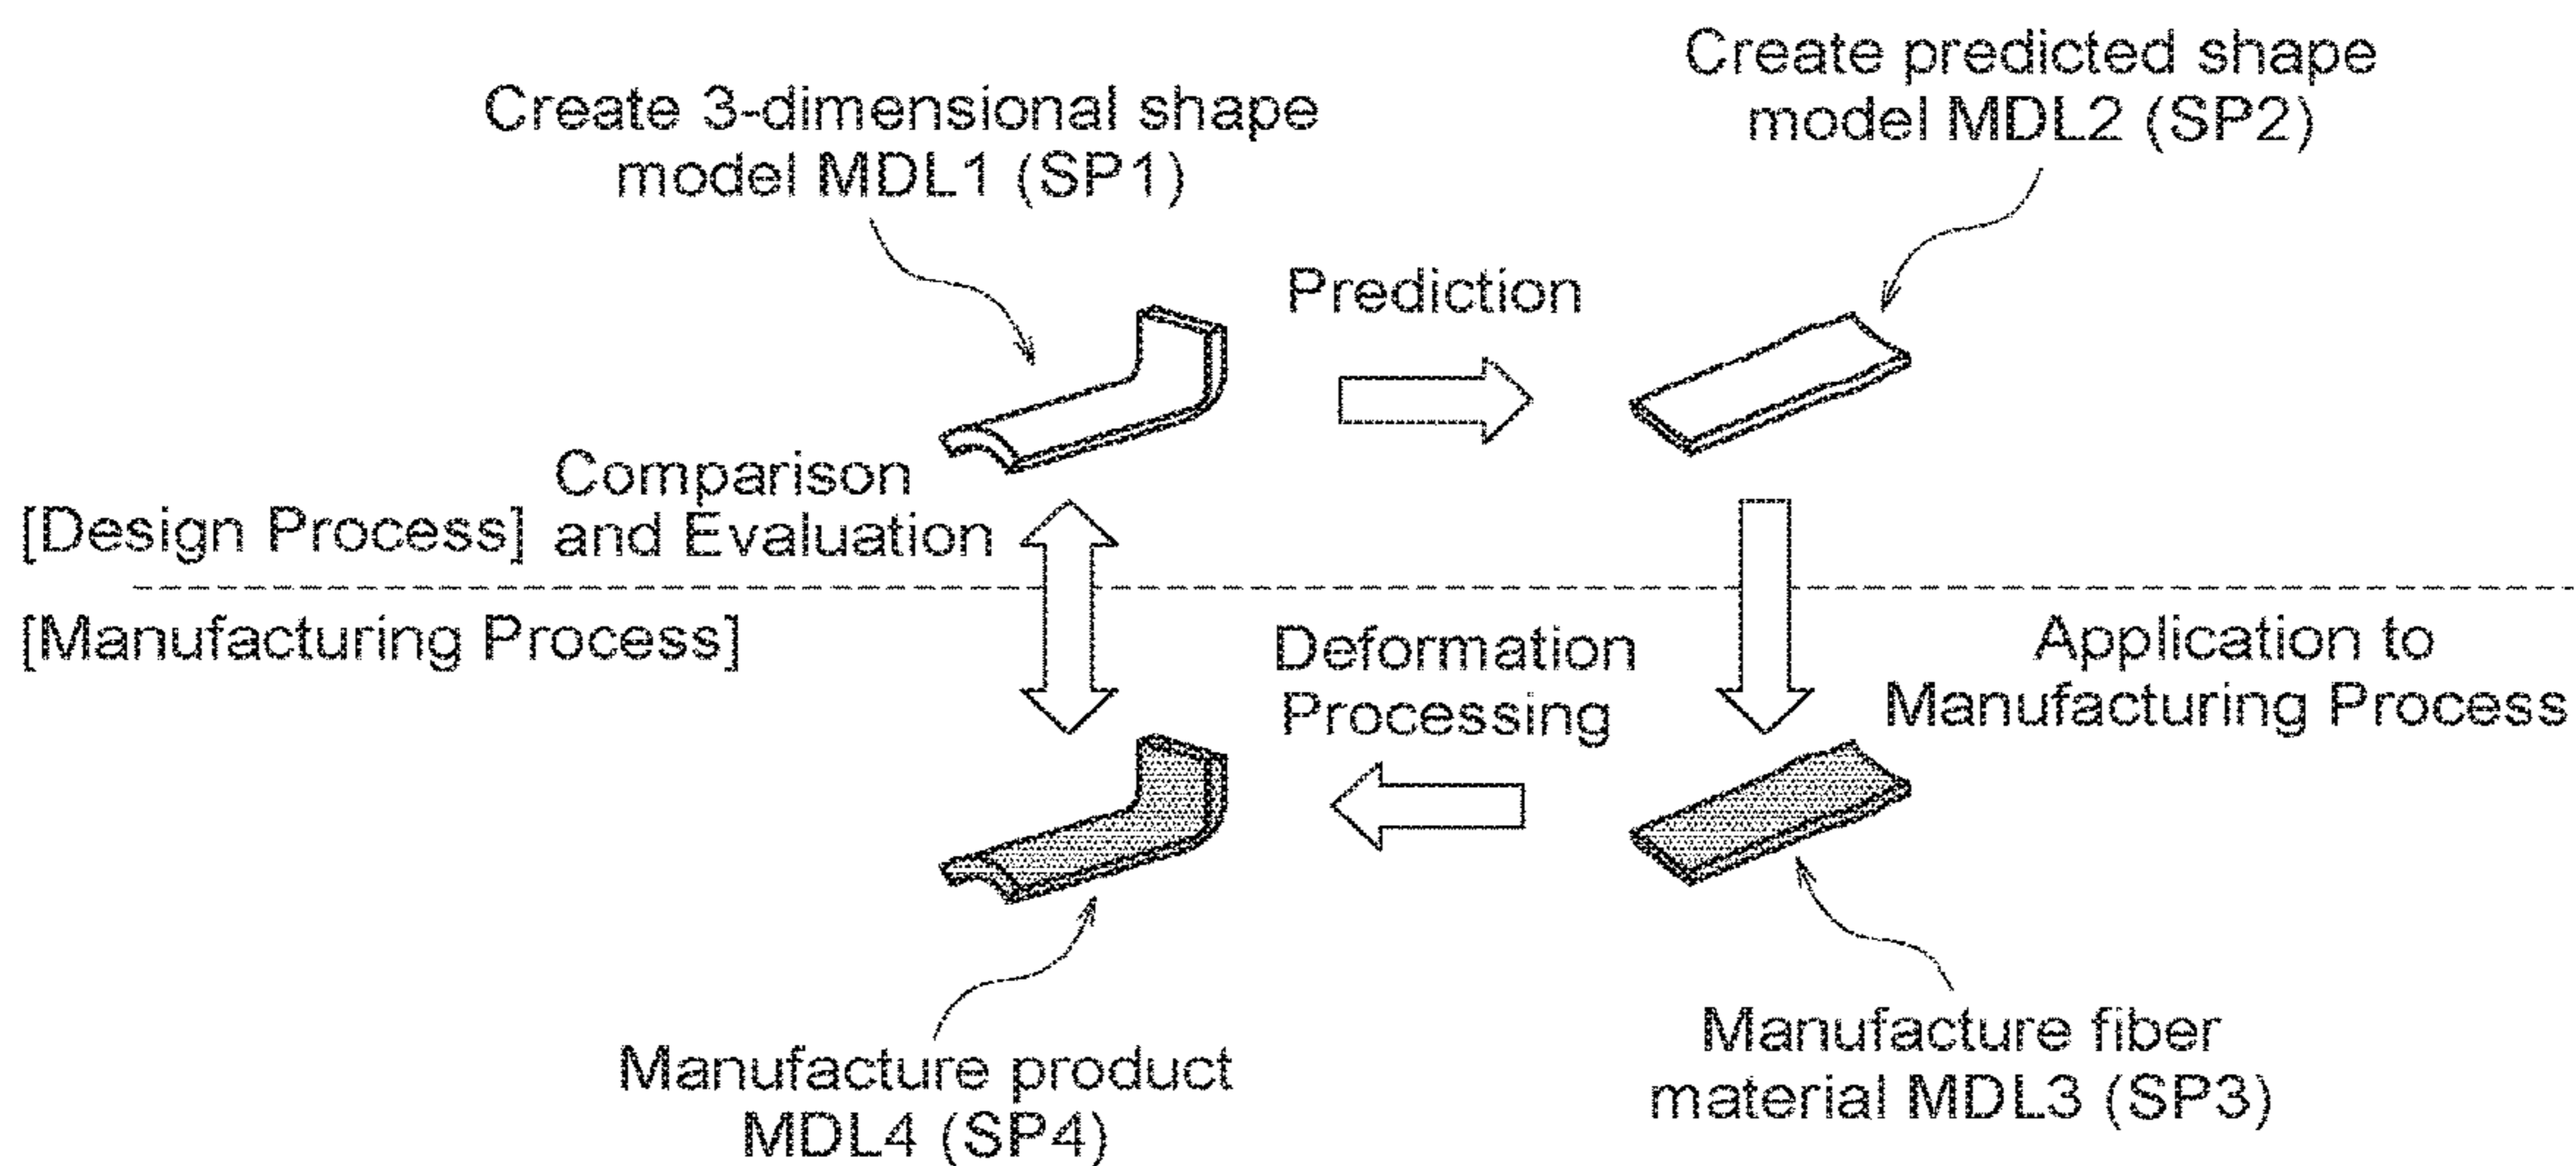 Create 3-dimensional shape
model MDL1 (SP1)
Create predicted shape
model MDL2 (SP2)
Prediction
Comparison
and Evaluation
[Design Process]
[Manufacturing Process]
Deformation
Processing
Application to
Manufacturing Process
Manufacture product
MDL4 (SP4)
Manufacture fiber
material MDL3 (SP3)